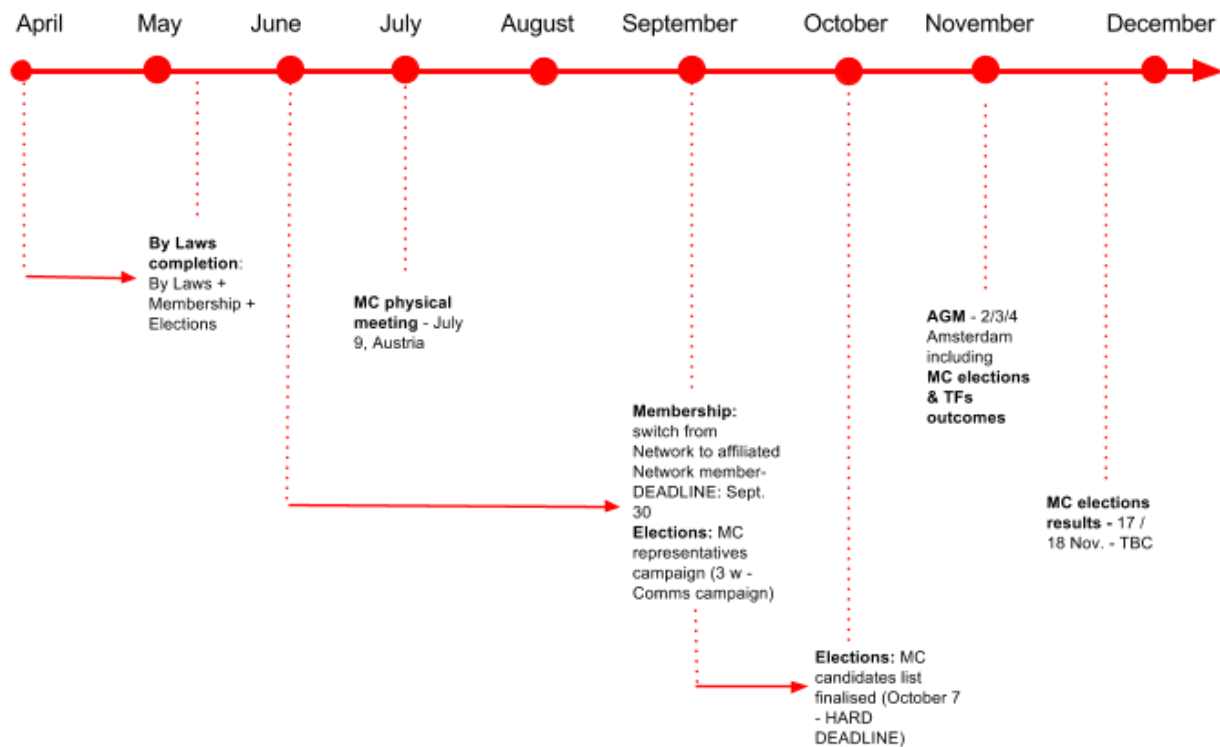 April May June July August September October November December
By Laws
completion:
By Laws +
Membership +
Elections
MC physical
meeting - July
9, Austria
Membership:
switch from
Network to affiliated
Network member-
DEADLINE: Sept.
30
Elections: MC
representatives
campaign (3 w -
Comms campaign)
Elections: MC
candidates list
finalised (October 7
- HARD
DEADLINE)
AGM - 2/3/4
Amsterdam
including
MC elections
& TFs
outcomes
MC elections
results - 17 /
18 Nov. - TBC